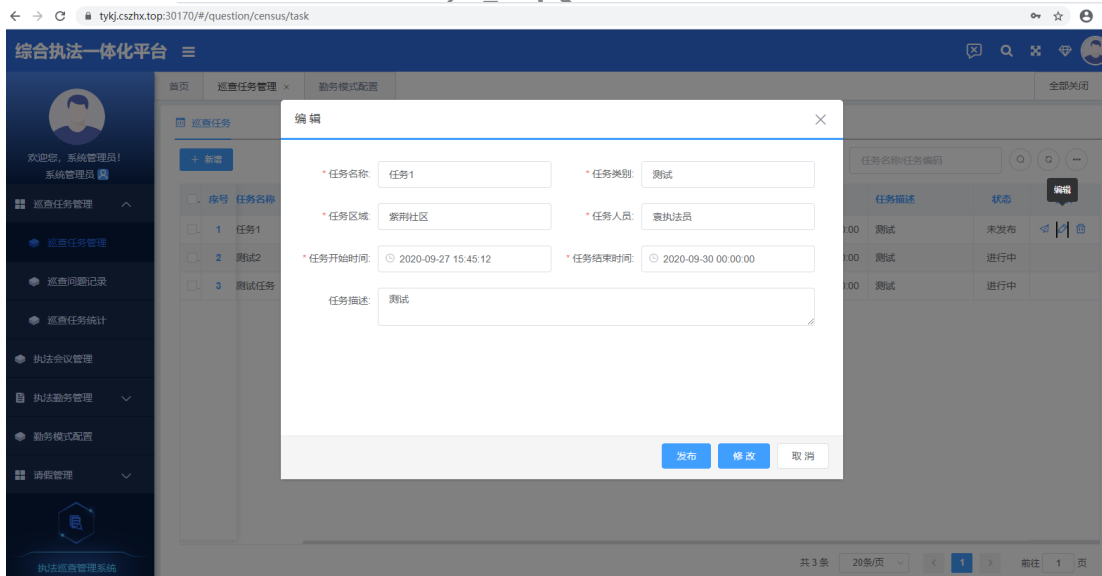 tykj.cszhx.top:30170/#/question/census/task
综合执法一体化平台
首页 巡查任务管理 × 勤务模式配置 全部关闭
欢迎您，系统管理员！
系统管理员
巡查任务管理
巡查任务管理
巡查问题记录
巡查任务统计
执法会议管理
执法勤务管理
勤务模式配置
请假管理
执法巡查管理系统
巡查任务
+ 新增 任务名称/任务编码
编辑
序号 任务名称 任务描述 状态
1 任务1 0:00 测试 未发布
2 测试2 0:00 测试 进行中
3 测试任务 0:00 测试 进行中
编辑
* 任务名称: 任务1 * 任务类别: 测试
* 任务区域: 紫荆社区 * 任务人员: 袁执法员
* 任务开始时间: 2020-09-27 15:45:12 * 任务结束时间: 2020-09-30 00:00:00
任务描述: 测试
发布 修改 取消
共 3 条 20条/页 < 1 > 前往 1 页